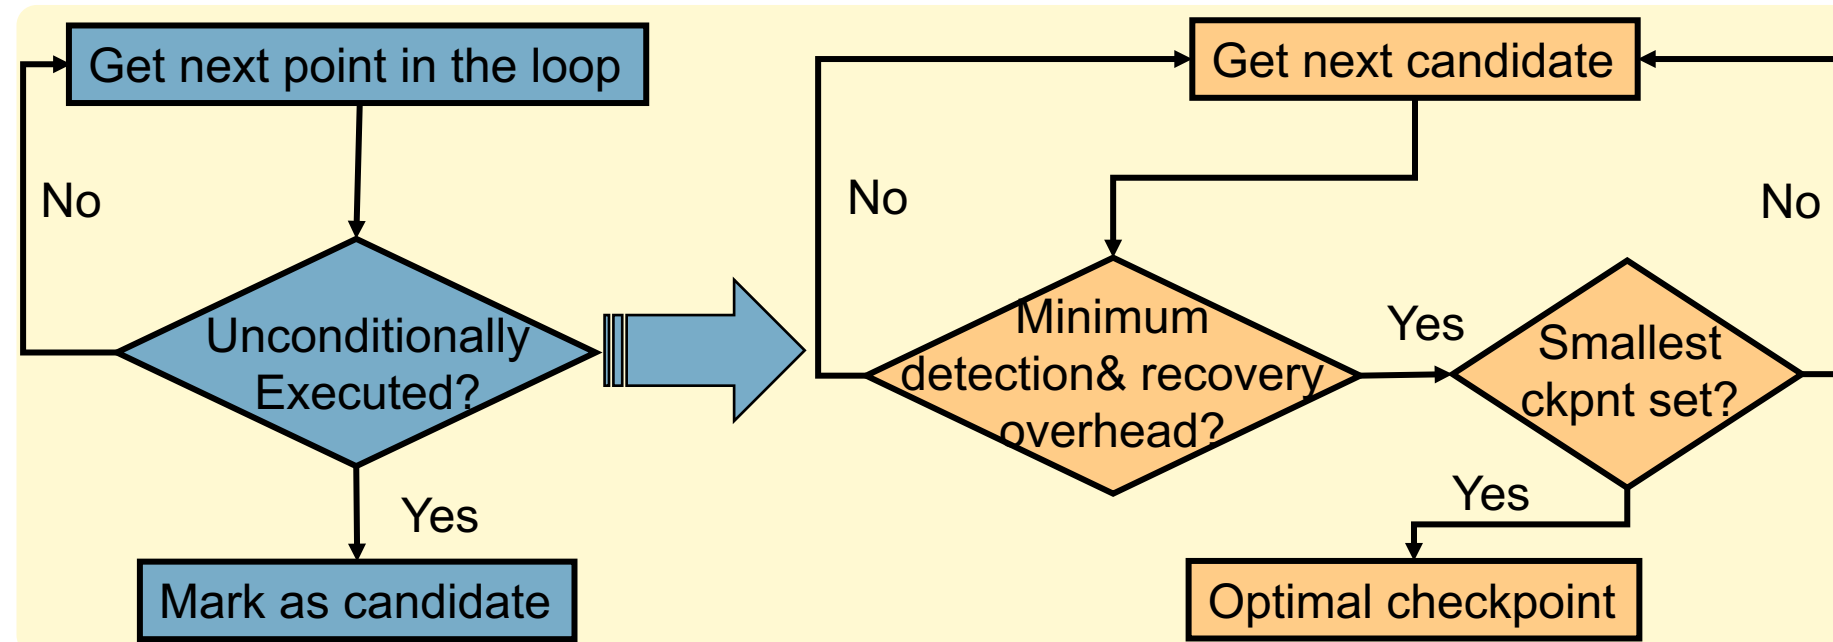 Get next point in the loop
No
Unconditionally
Executed?
Yes
Mark as candidate
Get next candidate
No
No
Minimum
detection& recovery
overhead?
Yes
Smallest
ckpnt set?
Yes
Optimal checkpoint